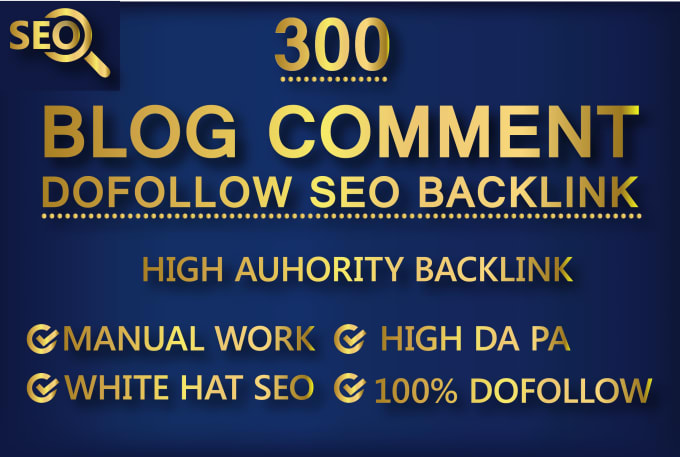 SEO
300
BLOG COMMENT
DOFOLLOW SEO BACKLINK
HIGH AUHORITY BACKLINK
MANUAL WORK
HIGH DA PA
WHITE HAT SEO
100% DOFOLLOW